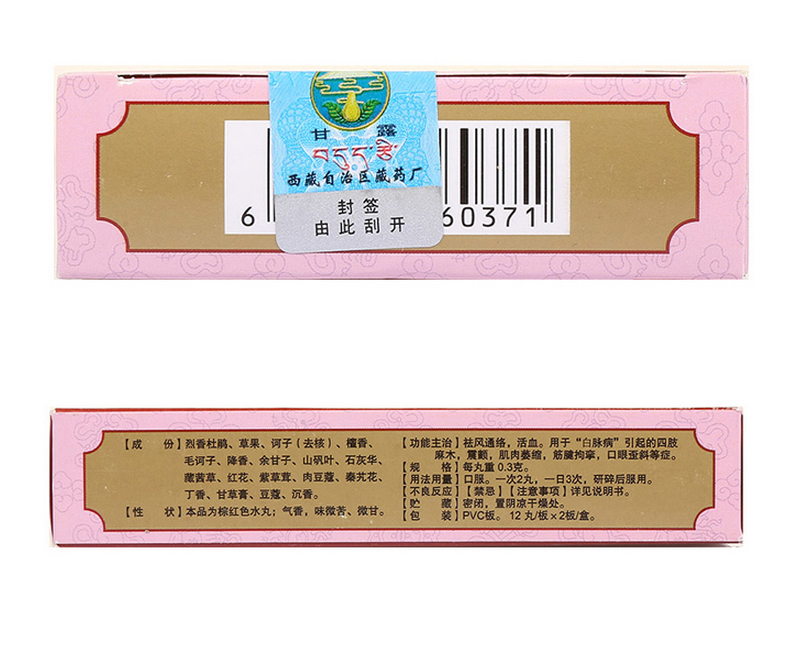 甘露
西藏自治区藏药厂
封签
由此刮开
6
60371
【成 份】烈香杜鹃、草果、诃子（去核）、檀香、
毛诃子、降香、余甘子、山矾叶、石灰华、
藏茜草、红花、紫草茸、肉豆蔻、秦艽花、
丁香、甘草膏、豆蔻、沉香。
【性 状】本品为棕红色水丸；气香，味微苦、微甘。
【功能主治】祛风通络，活血。用于“白脉病”引起的四肢
麻木，震颤，肌肉萎缩，筋腱拘挛，口眼歪斜等症。
【规 格】每丸重 0.3克。
【用法用量】口服。一次2丸，一日3次，研碎后服用。
【不良反应】【禁忌】【注意事项】详见说明书。
【贮 藏】密闭，置阴凉干燥处。
【包 装】PVC板。12 丸/板×2板/盒。